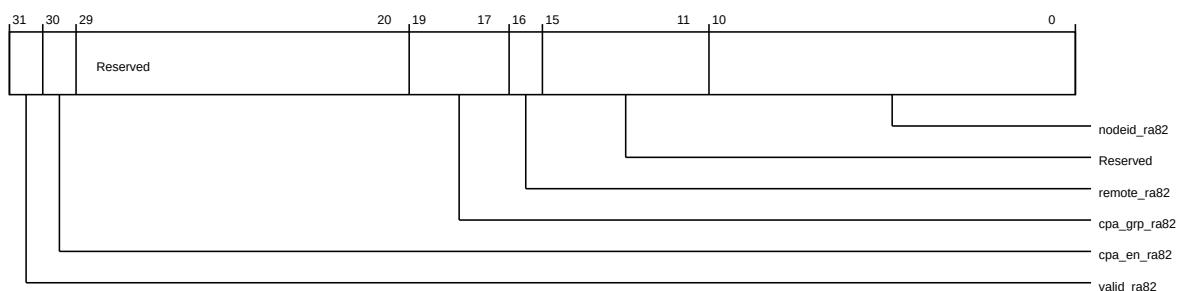 31 30 29 20 19 17 16 15 11 10 0
Reserved
nodeid_ra82
Reserved
remote_ra82
cpa_grp_ra82
cpa_en_ra82
valid_ra82